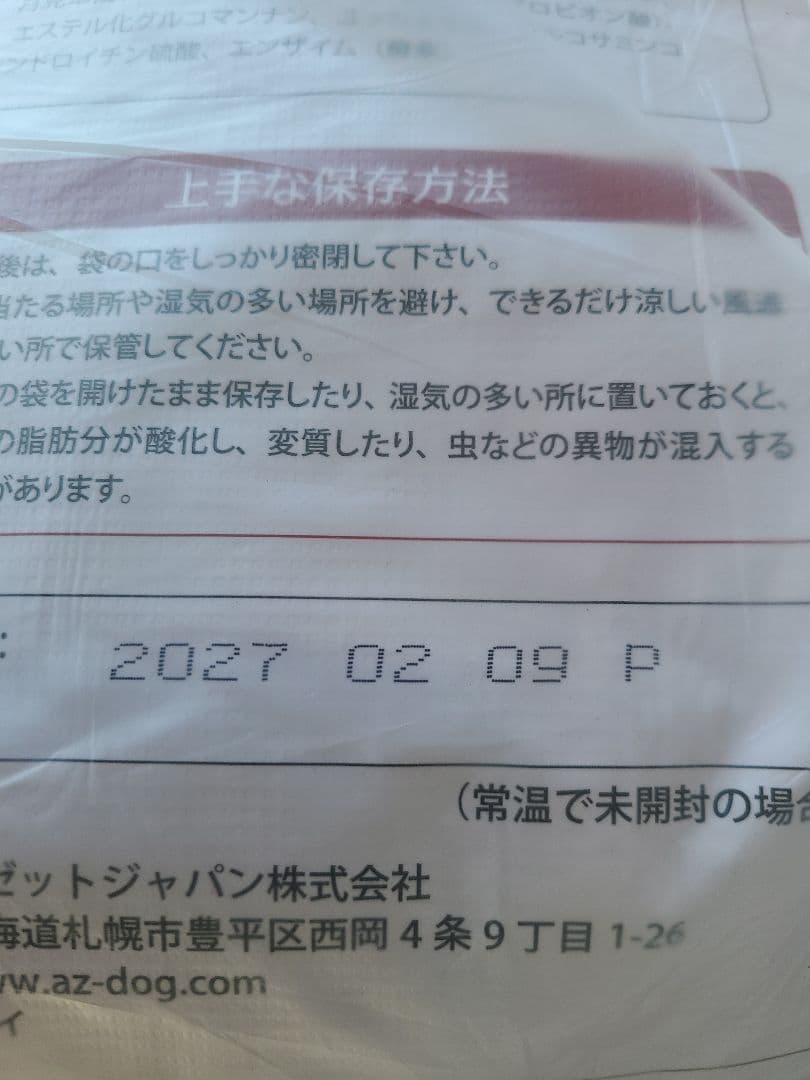 エステル化グルコマンナン、
ンドロイチン硫酸、エンザイム
コサミンコ
上手な保存方法
後は、袋の口をしっかり密閉して下さい。
当たる場所や湿気の多い場所を避け、できるだけ涼しい風通
い所で保管してください。
の袋を開けたまま保存したり、湿気の多い所に置いておくと、
の脂肪分が酸化し、変質したり、虫などの異物が混入する
があります。
: 2027 02 09 P
(常温で未開封の場合
ゼットジャパン株式会社
海道札幌市豊平区西岡4条9丁目1-26
ww.az-dog.com
イ